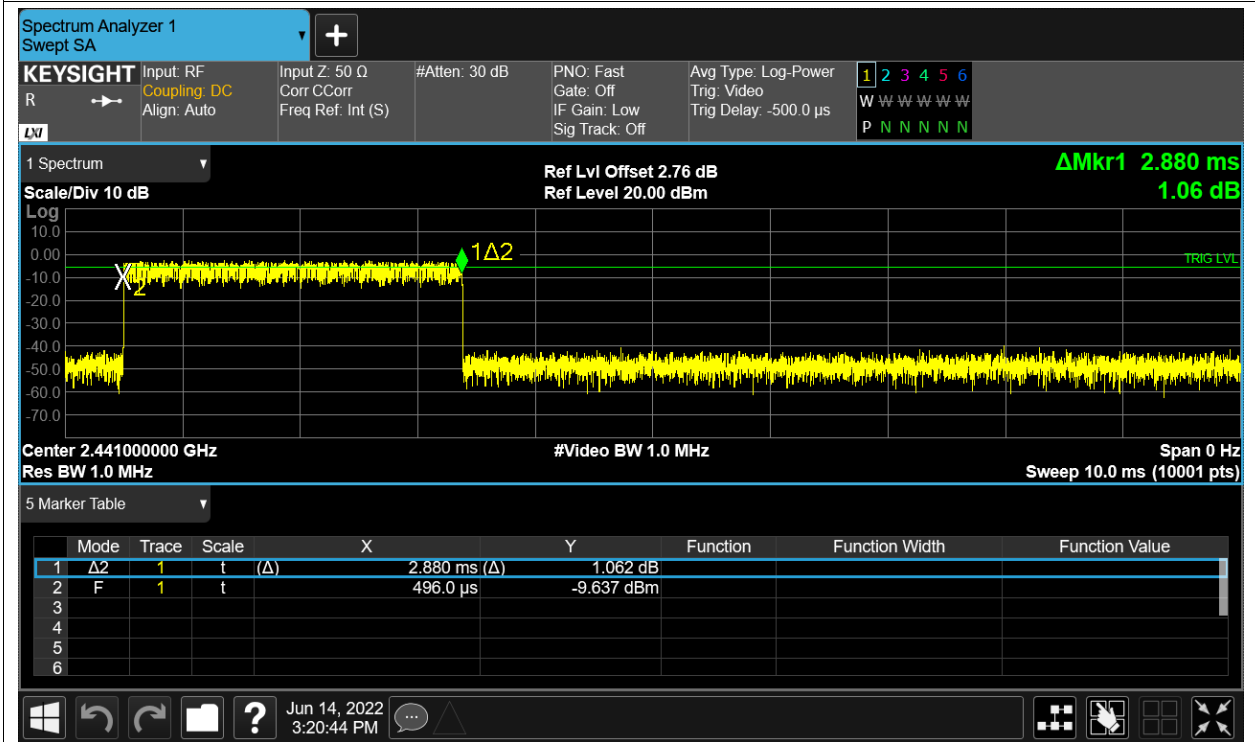 Spectrum Analyzer 1
Swept SA
KEYSIGHT
R
LXI
Input: RF
Coupling: DC
Align: Auto
Input Z: 50 Ω
Corr CCorr
Freq Ref: Int (S)
#Atten: 30 dB
PNO: Fast
Gate: Off
IF Gain: Low
Sig Track: Off
Avg Type: Log-Power
Trig: Video
Trig Delay: -500.0 µs
1 2 3 4 5 6
W W W W W W
P N N N N N
1 Spectrum
Scale/Div 10 dB
Ref Lvl Offset 2.76 dB
Ref Level 20.00 dBm
ΔMkr1 2.880 ms
1.06 dB
Log
10.0
0.00
-10.0
-20.0
-30.0
-40.0
-50.0
-60.0
-70.0
1Δ2
TRIG LVL
2
Center 2.441000000 GHz
#Video BW 1.0 MHz
Span 0 Hz
Res BW 1.0 MHz
Sweep 10.0 ms (10001 pts)
5 Marker Table
Mode Trace Scale X Y Function Function Width Function Value
1 Δ2 1 t (Δ) 2.880 ms (Δ) 1.062 dB
2 F 1 t 496.0 µs -9.637 dBm
3
4
5
6
?
Jun 14, 2022
3:20:44 PM